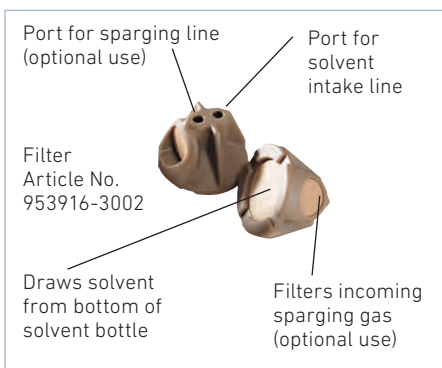 Port for sparging line
(optional use)
Port for
solvent
intake line
Filter
Article No.
953916-3002
Draws solvent
from bottom of
solvent bottle
Filters incoming
sparging gas
(optional use)